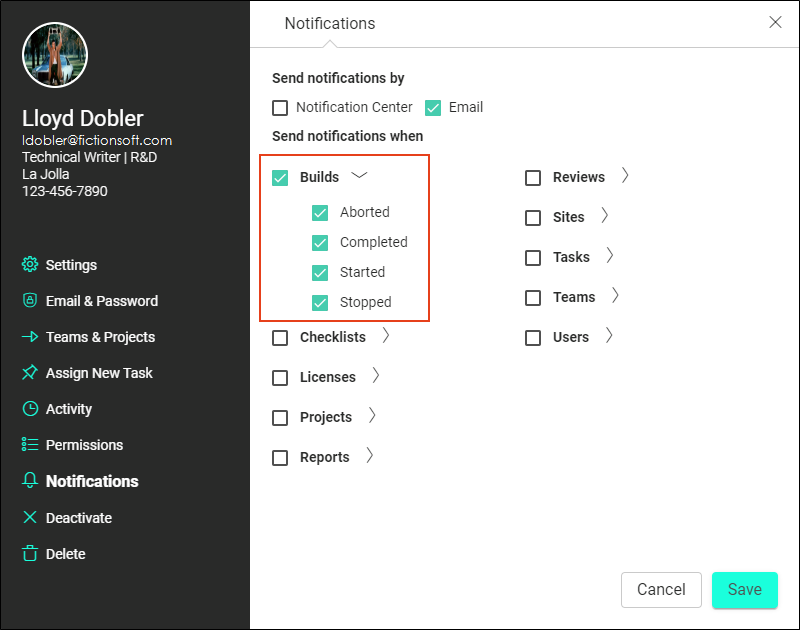 Lloyd Dobler
ldobler@fictionsoft.com
Technical Writer | R&D
La Jolla
123-456-7890
Settings
Email & Password
Teams & Projects
Assign New Task
Activity
Permissions
Notifications
Deactivate
Delete
Notifications
Send notifications by
Notification Center Email
Send notifications when
Builds
Aborted
Completed
Started
Stopped
Checklists
Licenses
Projects
Reports
Reviews
Sites
Tasks
Teams
Users
Cancel Save